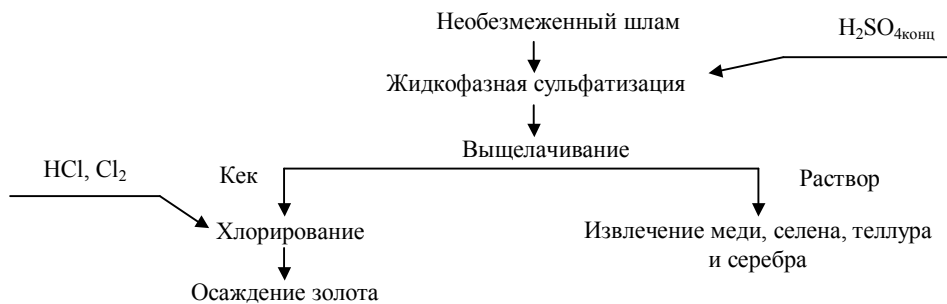 Необезмеженный шлам
H₂SO₄конц
Жидкофазная сульфатизация
Выщелачивание
HCl, Cl₂
Кек
Раствор
Хлорирование
Извлечение меди, селена, теллура
и серебра
Осаждение золота